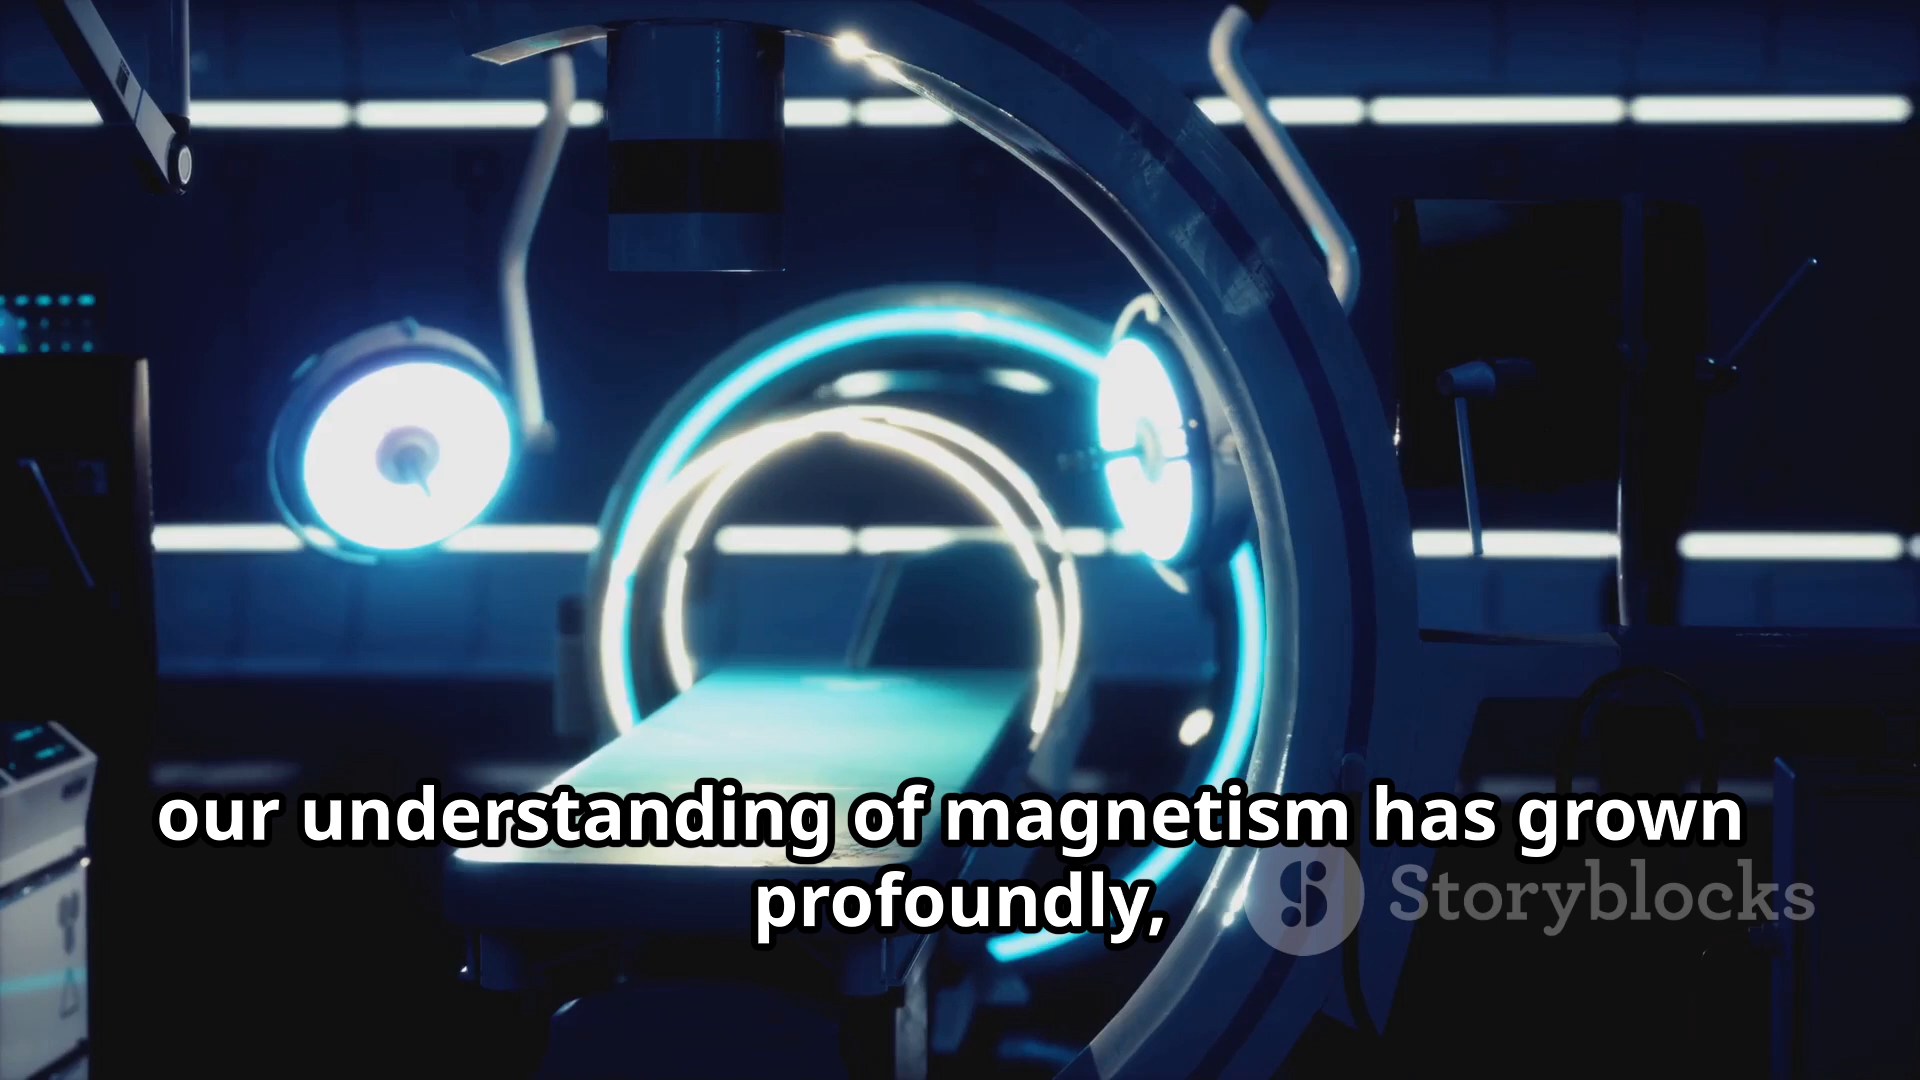 our understanding of magnetism has grown
profoundly,
Storyblocks